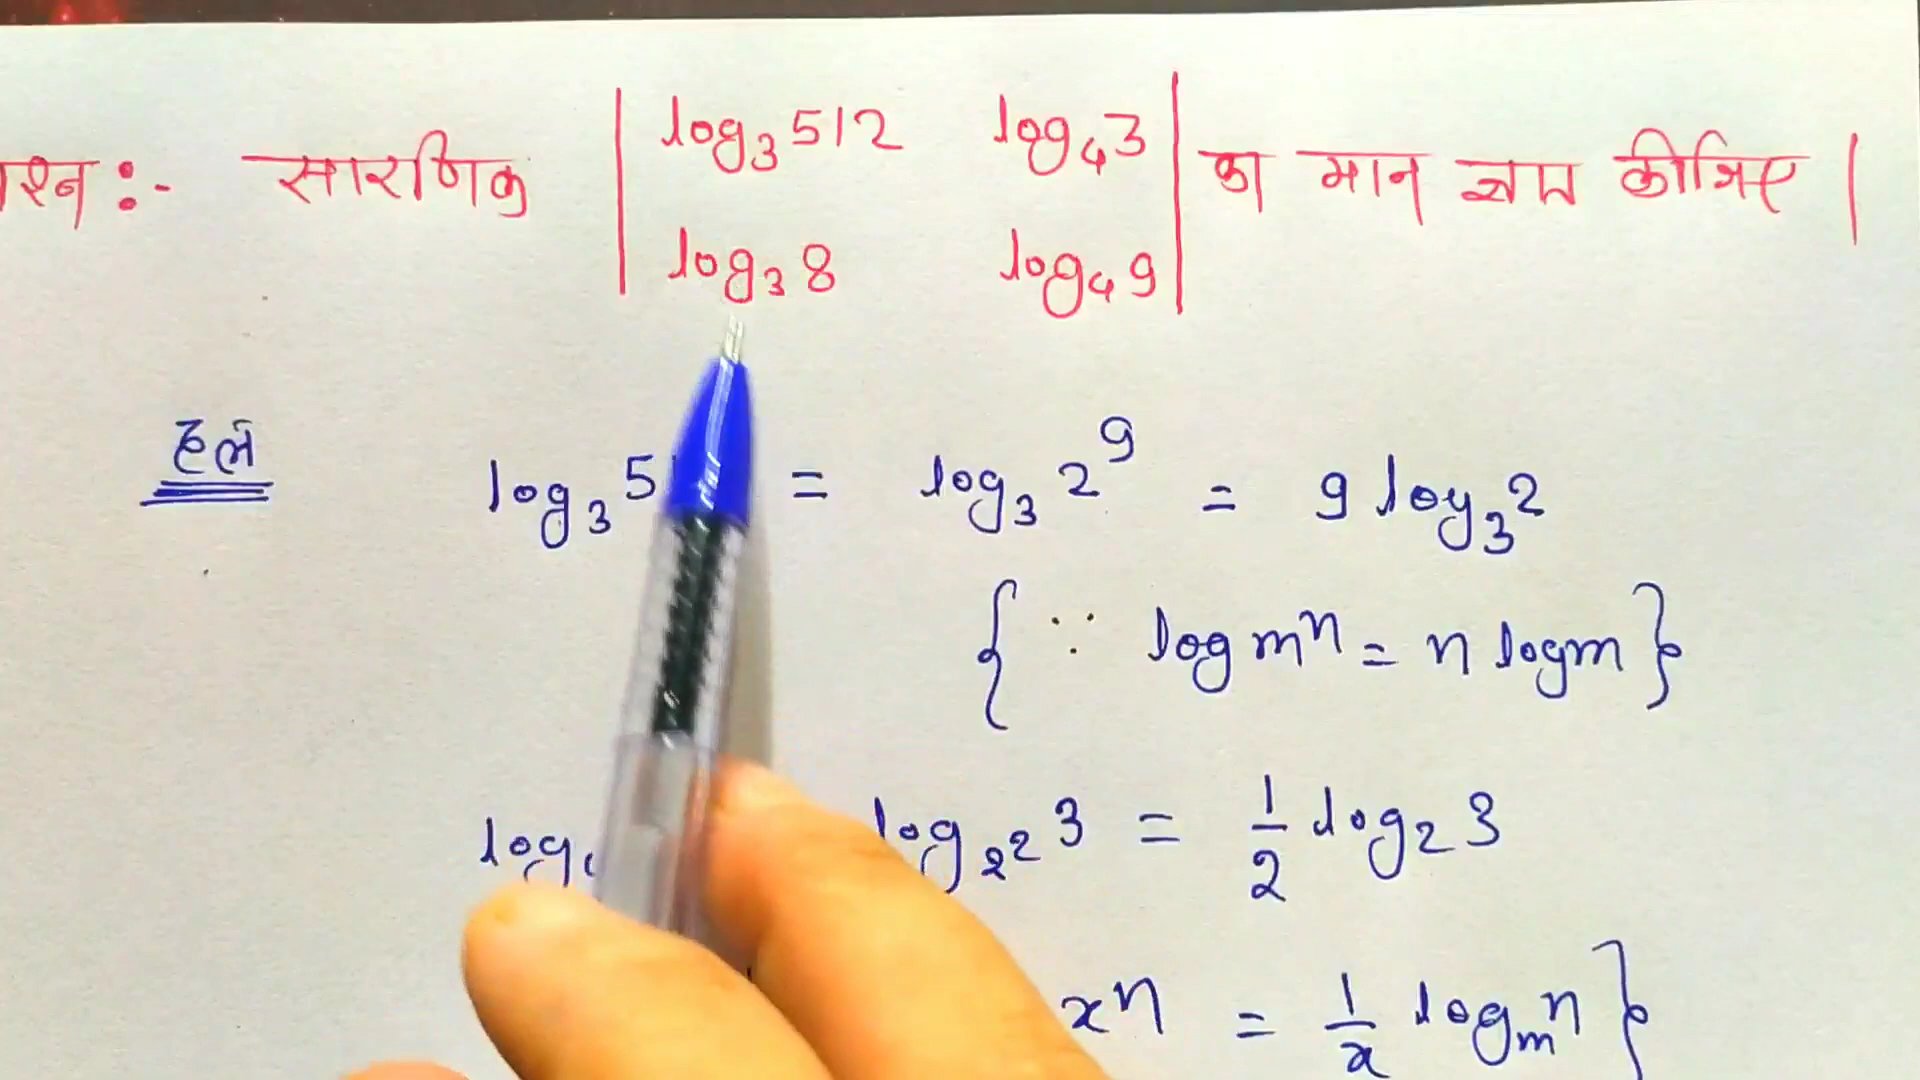 श्न :- सारणिक | log₃512 log₄3 | का मान ज्ञात कीजिए |
| log₃8 log₄9 |
हल log₃5 = log₃2⁹ = 9 log₃2
{ ∵ log mⁿ = n log m }
log log₂²3 = 1/2 log₂3
xⁿ = 1/x logₘn }